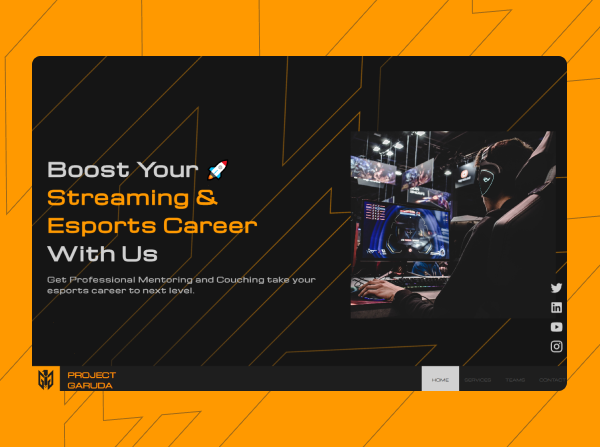 Boost Your 🚀
Streaming &
Esports Career
With Us
Get Professional Mentoring and Couching take your
esports career to next level.
PROJECT
GARUDA
HOME
SERVICES
TEAMS
CONTACT